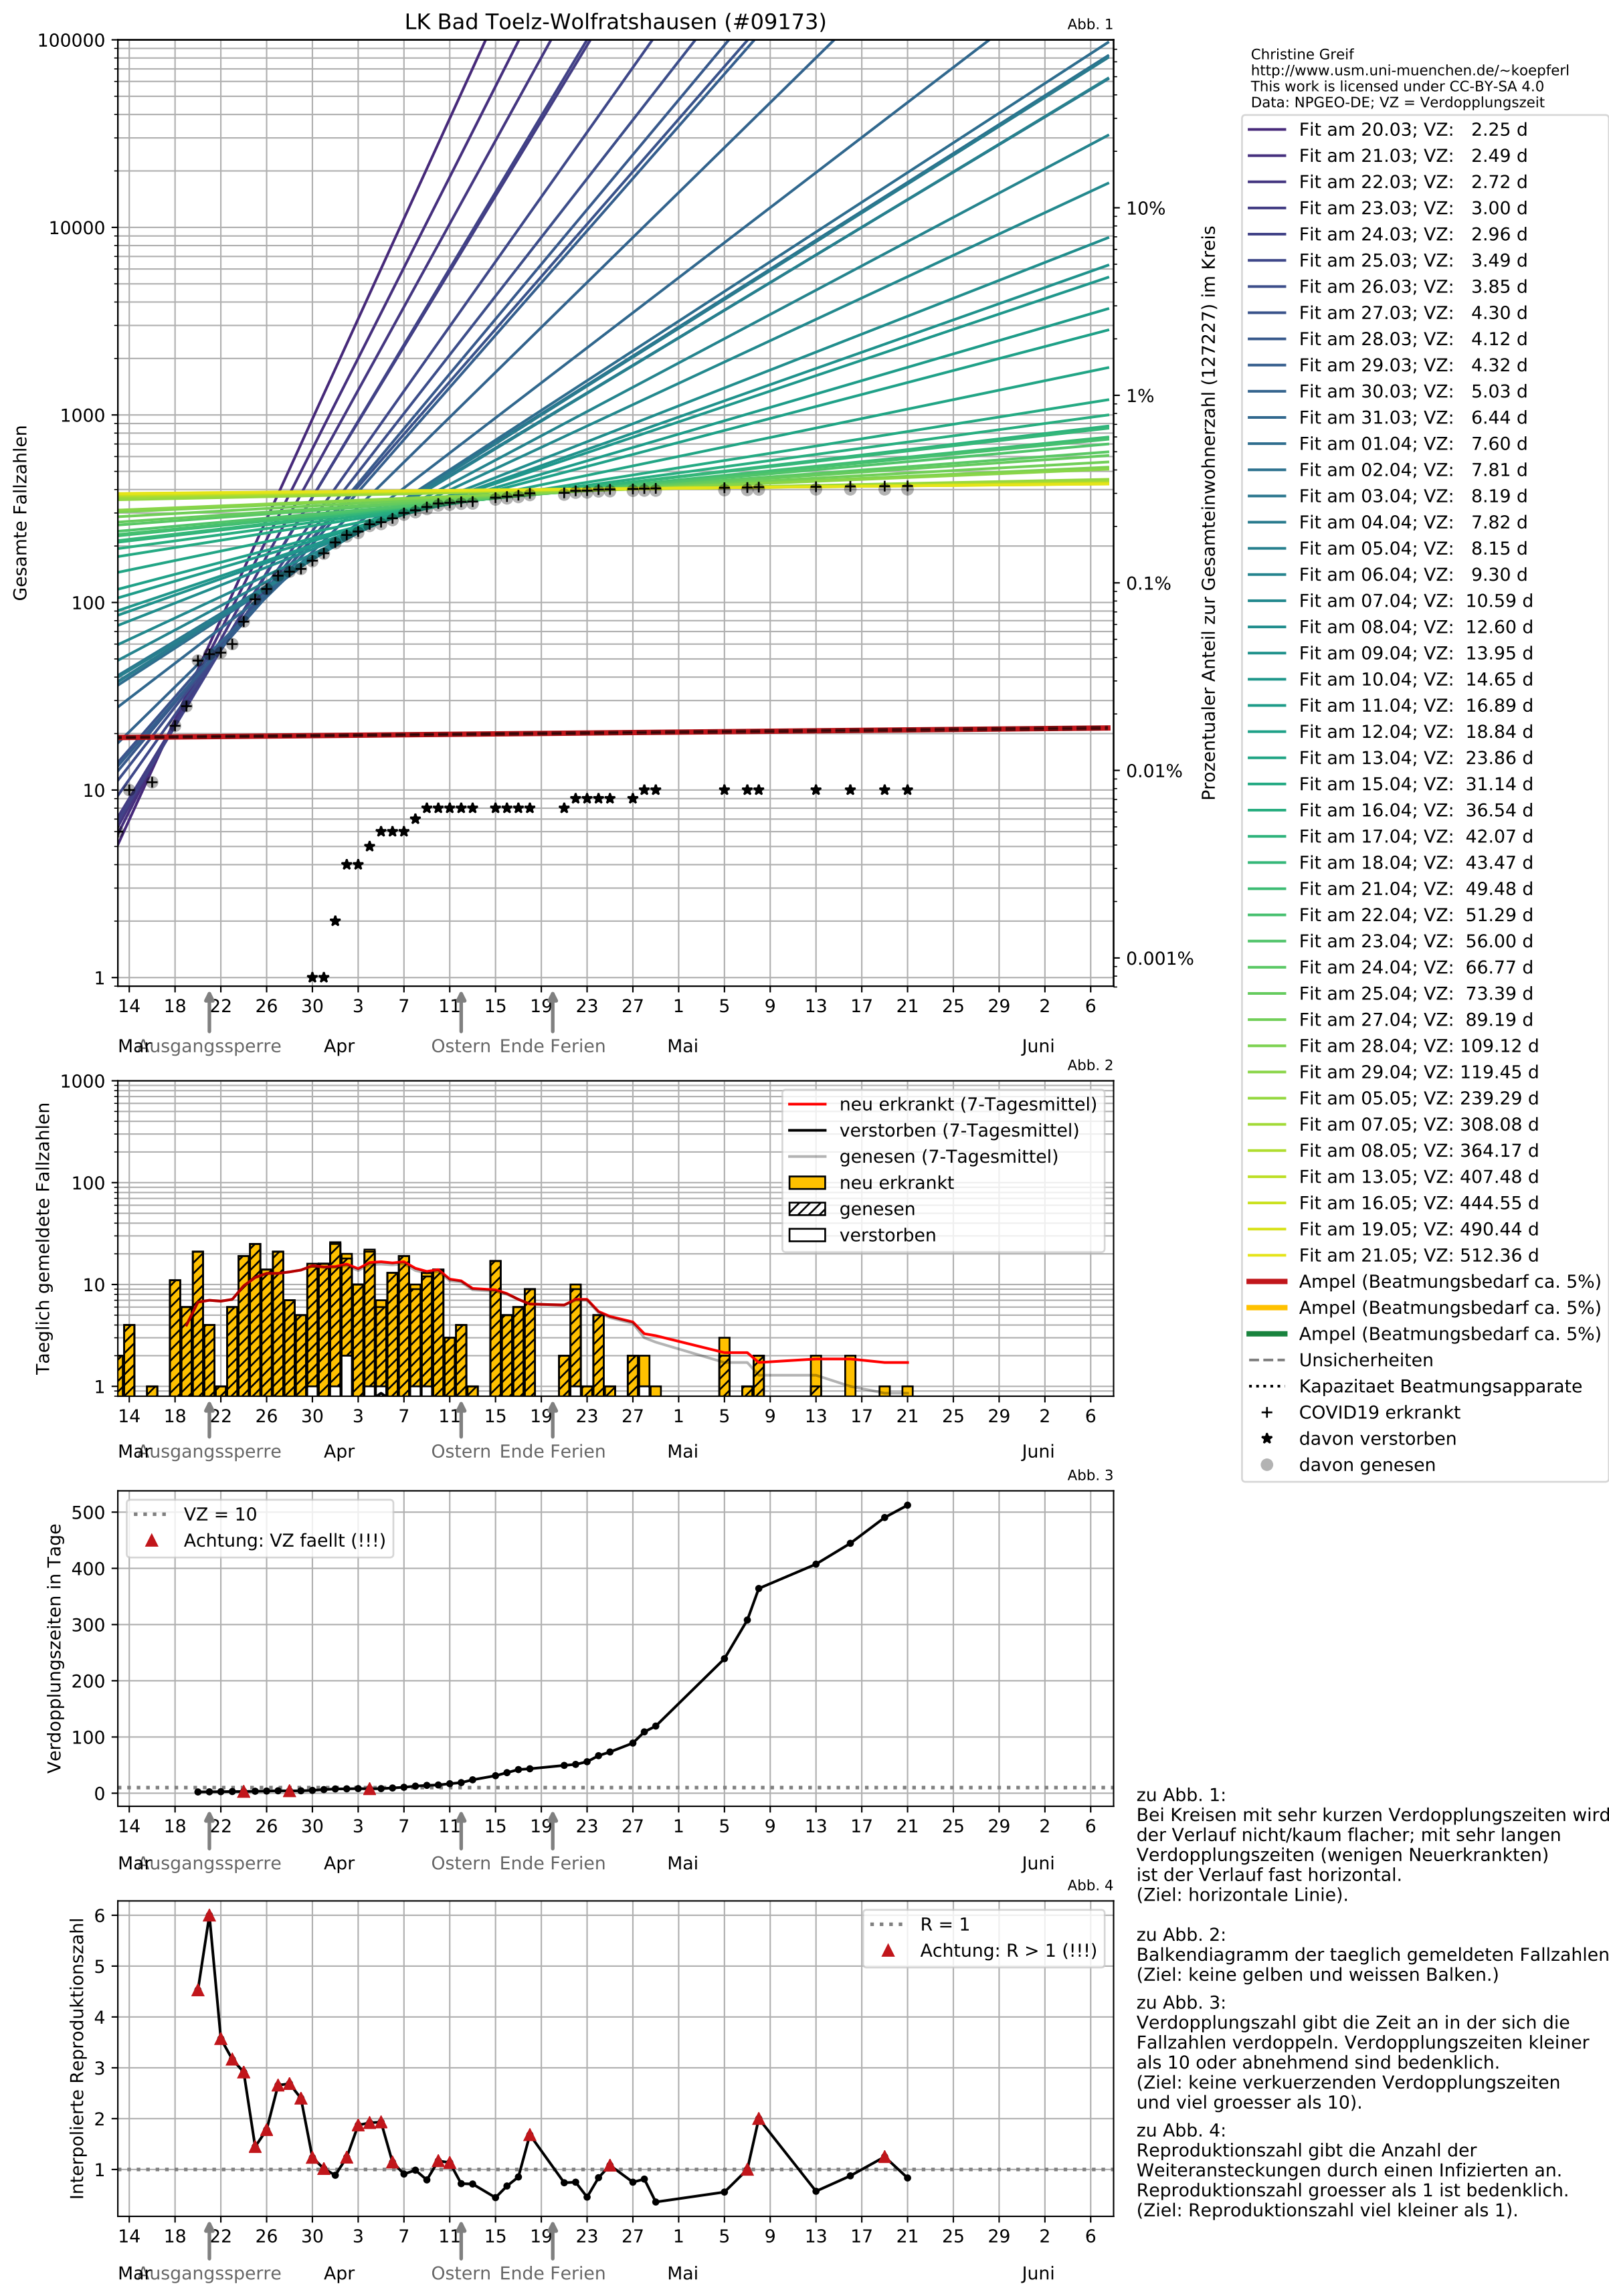 LK Bad Toelz-Wolfratshausen (#09173)
Abb. 1
Christine Greif
http://www.usm.uni-muenchen.de/~koepferl
This work is licensed under CC-BY-SA 4.0
Data: NPGEO-DE; VZ = Verdopplungszeit
Gesamte Fallzahlen
100000
10000
1000
100
10
1
10%
1%
0.1%
0.01%
0.001%
Prozentualer Anteil zur Gesamteinwohnerzahl (127227) im Kreis
14 18 22 26 30 3 7 11 15 19 23 27 1 5 9 13 17 21 25 29 2 6
Mar Ausgangssperre Apr Ostern Ende Ferien Mai Juni
Fit am 20.03; VZ: 2.25 d
Fit am 21.03; VZ: 2.49 d
Fit am 22.03; VZ: 2.72 d
Fit am 23.03; VZ: 3.00 d
Fit am 24.03; VZ: 2.96 d
Fit am 25.03; VZ: 3.49 d
Fit am 26.03; VZ: 3.85 d
Fit am 27.03; VZ: 4.30 d
Fit am 28.03; VZ: 4.12 d
Fit am 29.03; VZ: 4.32 d
Fit am 30.03; VZ: 5.03 d
Fit am 31.03; VZ: 6.44 d
Fit am 01.04; VZ: 7.60 d
Fit am 02.04; VZ: 7.81 d
Fit am 03.04; VZ: 8.19 d
Fit am 04.04; VZ: 7.82 d
Fit am 05.04; VZ: 8.15 d
Fit am 06.04; VZ: 9.30 d
Fit am 07.04; VZ: 10.59 d
Fit am 08.04; VZ: 12.60 d
Fit am 09.04; VZ: 13.95 d
Fit am 10.04; VZ: 14.65 d
Fit am 11.04; VZ: 16.89 d
Fit am 12.04; VZ: 18.84 d
Fit am 13.04; VZ: 23.86 d
Fit am 15.04; VZ: 31.14 d
Fit am 16.04; VZ: 36.54 d
Fit am 17.04; VZ: 42.07 d
Fit am 18.04; VZ: 43.47 d
Fit am 21.04; VZ: 49.48 d
Fit am 22.04; VZ: 51.29 d
Fit am 23.04; VZ: 56.00 d
Fit am 24.04; VZ: 66.77 d
Fit am 25.04; VZ: 73.39 d
Fit am 27.04; VZ: 89.19 d
Fit am 28.04; VZ: 109.12 d
Fit am 29.04; VZ: 119.45 d
Fit am 05.05; VZ: 239.29 d
Fit am 07.05; VZ: 308.08 d
Fit am 08.05; VZ: 364.17 d
Fit am 13.05; VZ: 407.48 d
Fit am 16.05; VZ: 444.55 d
Fit am 19.05; VZ: 490.44 d
Fit am 21.05; VZ: 512.36 d
Ampel (Beatmungsbedarf ca. 5%)
Ampel (Beatmungsbedarf ca. 5%)
Ampel (Beatmungsbedarf ca. 5%)
Unsicherheiten
Kapazitaet Beatmungsapparate
COVID19 erkrankt
davon verstorben
davon genesen
Abb. 2
Taeglich gemeldete Fallzahlen
1000
100
10
1
neu erkrankt (7-Tagesmittel)
verstorben (7-Tagesmittel)
genesen (7-Tagesmittel)
neu erkrankt
genesen
verstorben
14 18 22 26 30 3 7 11 15 19 23 27 1 5 9 13 17 21 25 29 2 6
Mar Ausgangssperre Apr Ostern Ende Ferien Mai Juni
Abb. 3
Verdopplungszeiten in Tage
500
400
300
200
100
0
VZ = 10
Achtung: VZ faellt (!!!)
14 18 22 26 30 3 7 11 15 19 23 27 1 5 9 13 17 21 25 29 2 6
Mar Ausgangssperre Apr Ostern Ende Ferien Mai Juni
Abb. 4
Interpolierte Reproduktionszahl
6
5
4
3
2
1
R = 1
Achtung: R > 1 (!!!)
14 18 22 26 30 3 7 11 15 19 23 27 1 5 9 13 17 21 25 29 2 6
Mar Ausgangssperre Apr Ostern Ende Ferien Mai Juni
zu Abb. 1:
Bei Kreisen mit sehr kurzen Verdopplungszeiten wird
der Verlauf nicht/kaum flacher; mit sehr langen
Verdopplungszeiten (wenigen Neuerkrankten)
ist der Verlauf fast horizontal.
(Ziel: horizontale Linie).
zu Abb. 2:
Balkendiagramm der taeglich gemeldeten Fallzahlen
(Ziel: keine gelben und weissen Balken.)
zu Abb. 3:
Verdopplungszahl gibt die Zeit an in der sich die
Fallzahlen verdoppeln. Verdopplungszeiten kleiner
als 10 oder abnehmend sind bedenklich.
(Ziel: keine verkuerzenden Verdopplungszeiten
und viel groesser als 10).
zu Abb. 4:
Reproduktionszahl gibt die Anzahl der
Weiteransteckungen durch einen Infizierten an.
Reproduktionszahl groesser als 1 ist bedenklich.
(Ziel: Reproduktionszahl viel kleiner als 1).